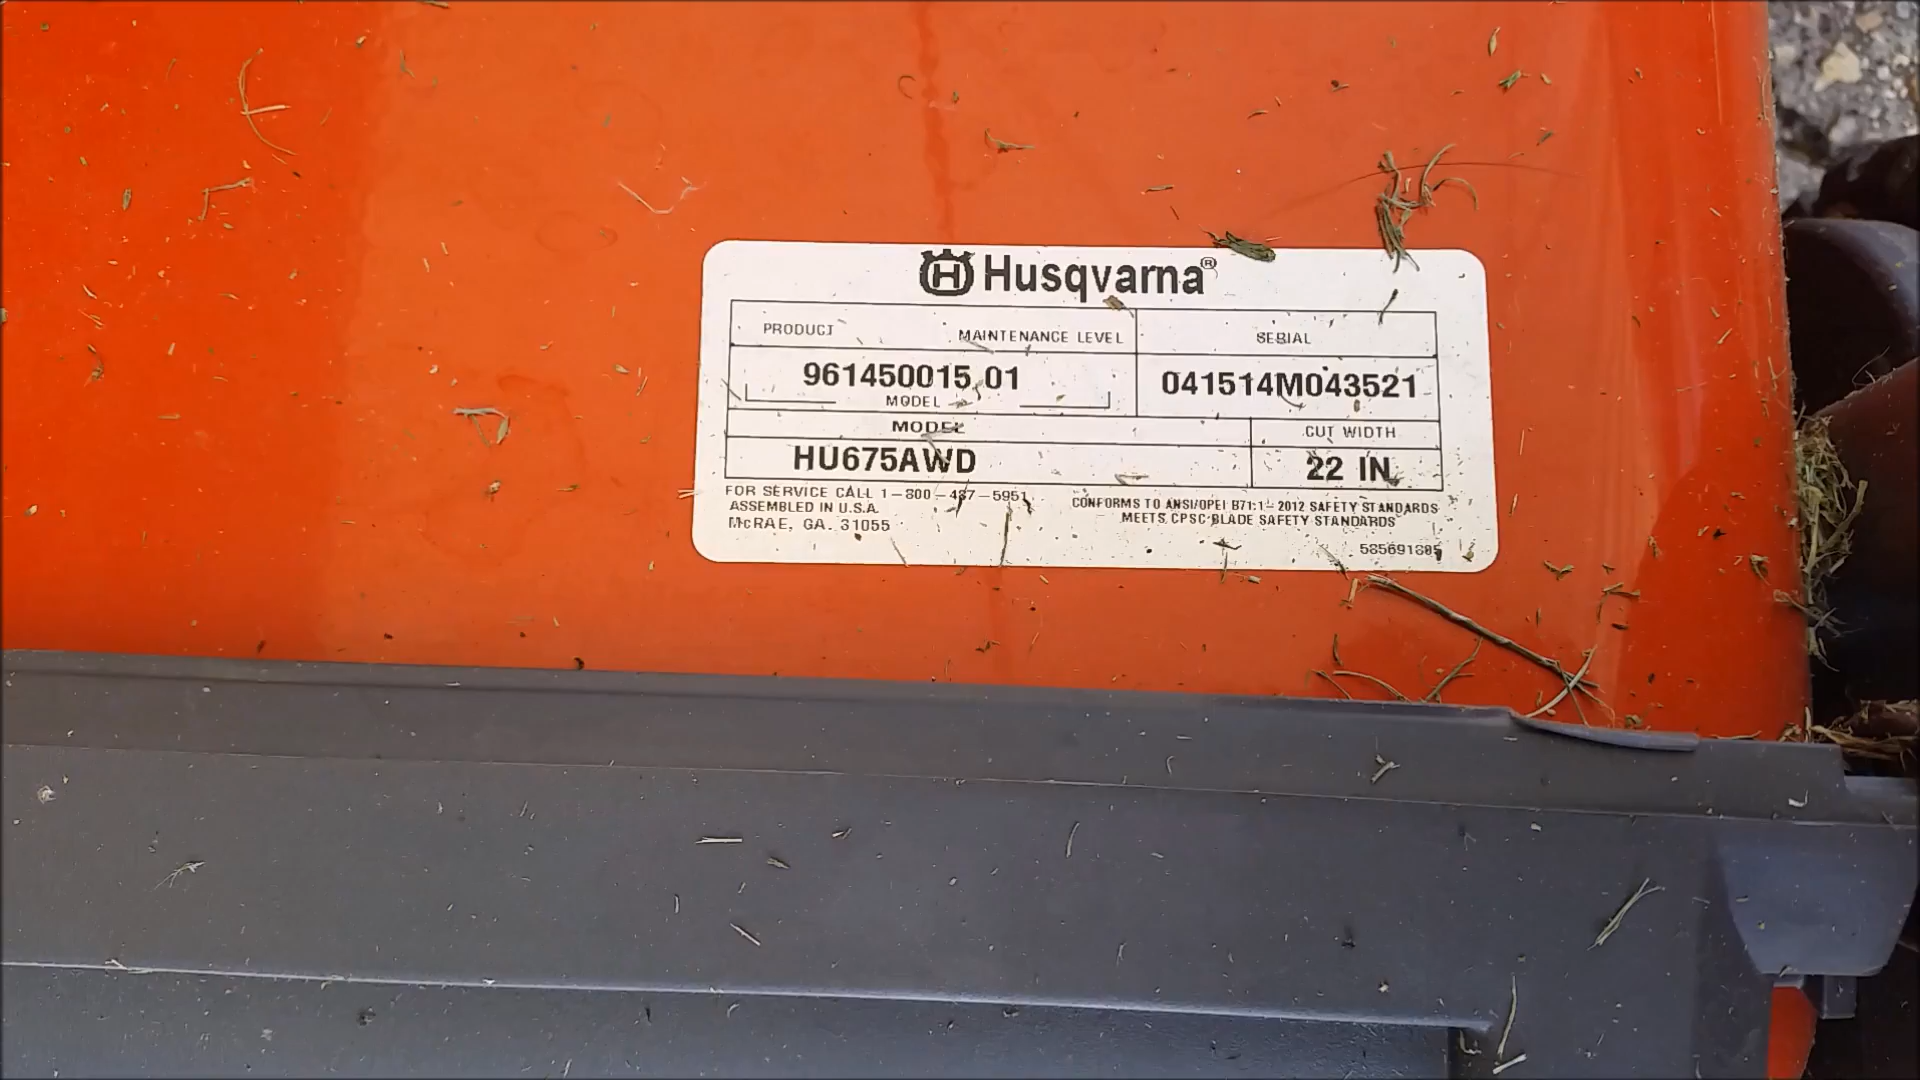 H Husqvarna®
PRODUCT MAINTENANCE LEVEL SERIAL
961450015 01 041514M043521
MODEL
MODEL CUT WIDTH
HU675AWD 22 IN.
FOR SERVICE CALL 1-800-487-5951 CONFORMS TO ANSI/OPEI B71:1-2012 SAFETY STANDARDS
ASSEMBLED IN U.S.A. MEETS CPSC BLADE SAFETY STANDARDS
McRAE, GA. 31055
585691805